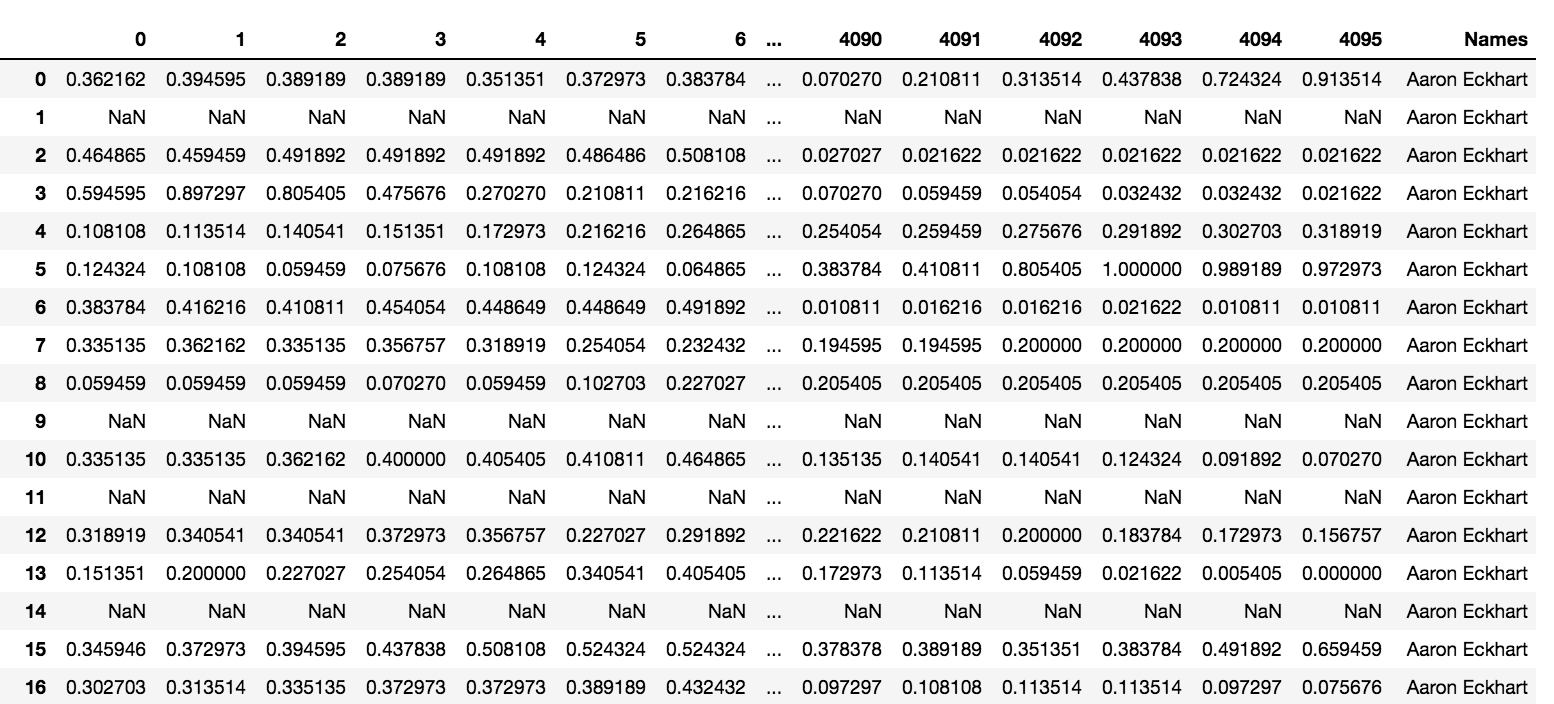 0 1 2 3 4 5 6 ... 4090 4091 4092 4093 4094 4095 Names
0 0.362162 0.394595 0.389189 0.389189 0.351351 0.372973 0.383784 ... 0.070270 0.210811 0.313514 0.437838 0.724324 0.913514 Aaron Eckhart
1 NaN NaN NaN NaN NaN NaN NaN ... NaN NaN NaN NaN NaN NaN Aaron Eckhart
2 0.464865 0.459459 0.491892 0.491892 0.491892 0.486486 0.508108 ... 0.027027 0.021622 0.021622 0.021622 0.021622 0.021622 Aaron Eckhart
3 0.594595 0.897297 0.805405 0.475676 0.270270 0.210811 0.216216 ... 0.070270 0.059459 0.054054 0.032432 0.032432 0.021622 Aaron Eckhart
4 0.108108 0.113514 0.140541 0.151351 0.172973 0.216216 0.264865 ... 0.254054 0.259459 0.275676 0.291892 0.302703 0.318919 Aaron Eckhart
5 0.124324 0.108108 0.059459 0.075676 0.108108 0.124324 0.064865 ... 0.383784 0.410811 0.805405 1.000000 0.989189 0.972973 Aaron Eckhart
6 0.383784 0.416216 0.410811 0.454054 0.448649 0.448649 0.491892 ... 0.010811 0.016216 0.016216 0.021622 0.010811 0.010811 Aaron Eckhart
7 0.335135 0.362162 0.335135 0.356757 0.318919 0.254054 0.232432 ... 0.194595 0.194595 0.200000 0.200000 0.200000 0.200000 Aaron Eckhart
8 0.059459 0.059459 0.059459 0.070270 0.059459 0.102703 0.227027 ... 0.205405 0.205405 0.205405 0.205405 0.205405 0.205405 Aaron Eckhart
9 NaN NaN NaN NaN NaN NaN NaN ... NaN NaN NaN NaN NaN NaN Aaron Eckhart
10 0.335135 0.335135 0.362162 0.400000 0.405405 0.410811 0.464865 ... 0.135135 0.140541 0.140541 0.124324 0.091892 0.070270 Aaron Eckhart
11 NaN NaN NaN NaN NaN NaN NaN ... NaN NaN NaN NaN NaN NaN Aaron Eckhart
12 0.318919 0.340541 0.340541 0.372973 0.356757 0.227027 0.291892 ... 0.221622 0.210811 0.200000 0.183784 0.172973 0.156757 Aaron Eckhart
13 0.151351 0.200000 0.227027 0.254054 0.264865 0.340541 0.405405 ... 0.172973 0.113514 0.059459 0.021622 0.005405 0.000000 Aaron Eckhart
14 NaN NaN NaN NaN NaN NaN NaN ... NaN NaN NaN NaN NaN NaN Aaron Eckhart
15 0.345946 0.372973 0.394595 0.437838 0.508108 0.524324 0.524324 ... 0.378378 0.389189 0.351351 0.383784 0.491892 0.659459 Aaron Eckhart
16 0.302703 0.313514 0.335135 0.372973 0.372973 0.389189 0.432432 ... 0.097297 0.108108 0.113514 0.113514 0.097297 0.075676 Aaron Eckhart